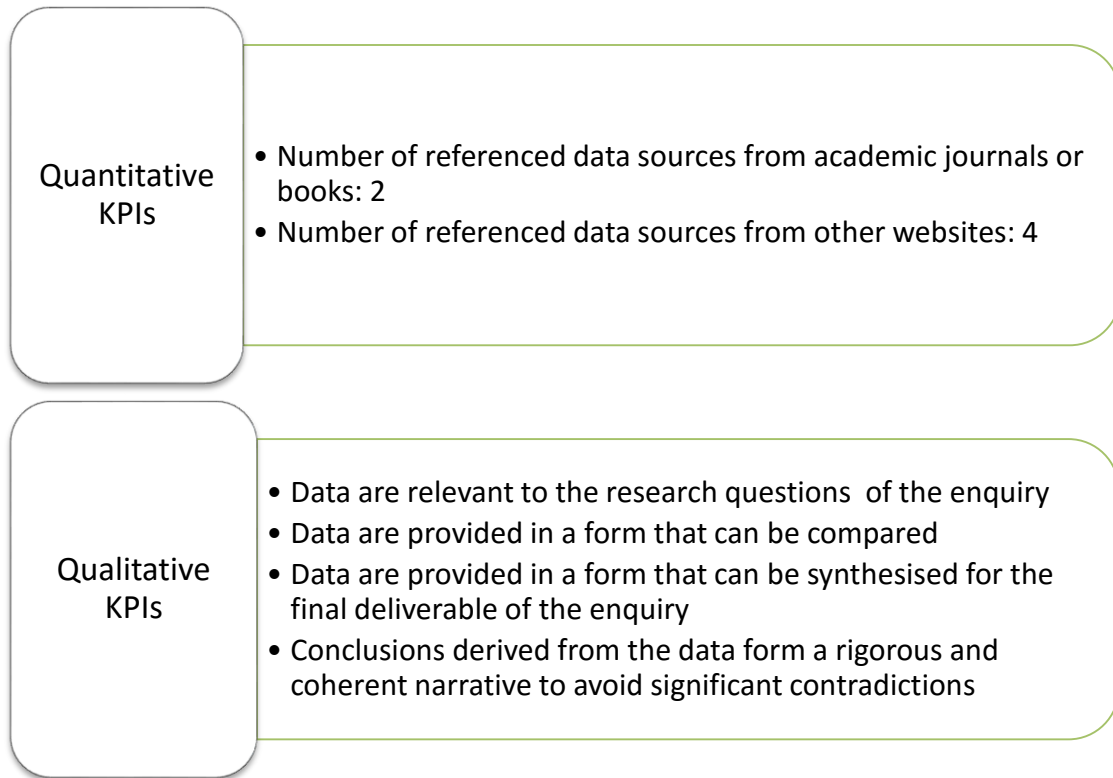 Quantitative
KPIs
• Number of referenced data sources from academic journals or
books: 2
• Number of referenced data sources from other websites: 4
Qualitative
KPIs
• Data are relevant to the research questions  of the enquiry
• Data are provided in a form that can be compared
• Data are provided in a form that can be synthesised for the
final deliverable of the enquiry
• Conclusions derived from the data form a rigorous and
coherent narrative to avoid significant contradictions